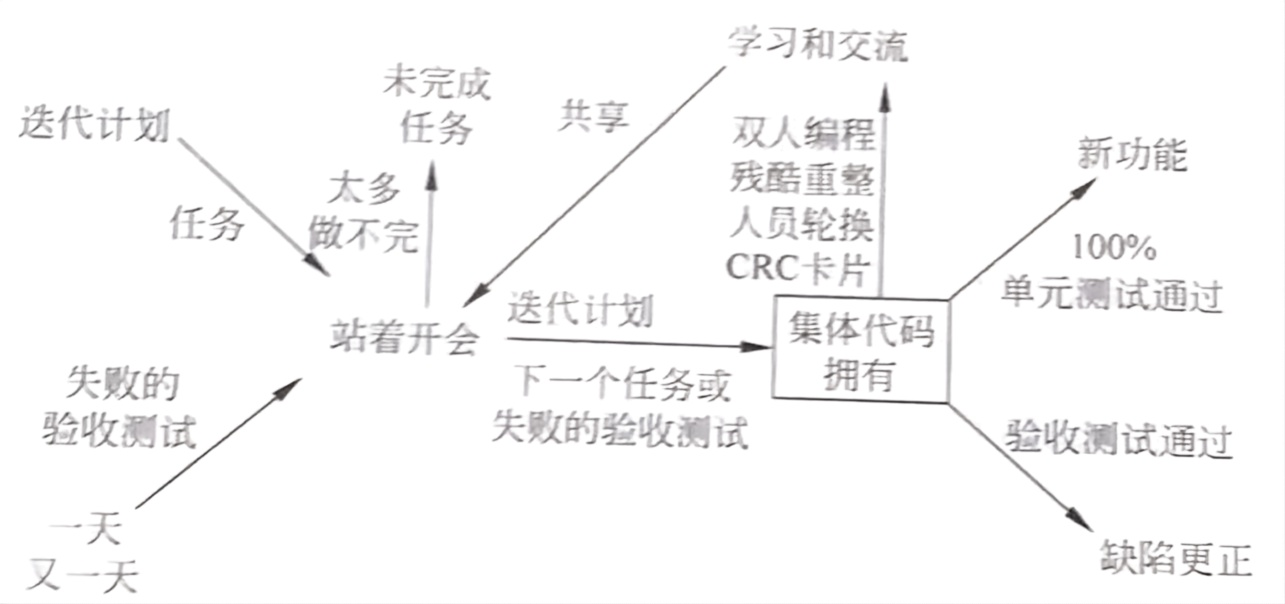 学习和交流
未完成
任务
迭代计划
共享
双人编程
残酷重整
人员轮换
CRC卡片
新功能
太多
做不完
任务
100%
单元测试通过
迭代计划
站着开会
集体代码
拥有
下一个任务或
失败的验收测试
失败的
验收测试
验收测试通过
一天
又一天
缺陷更正